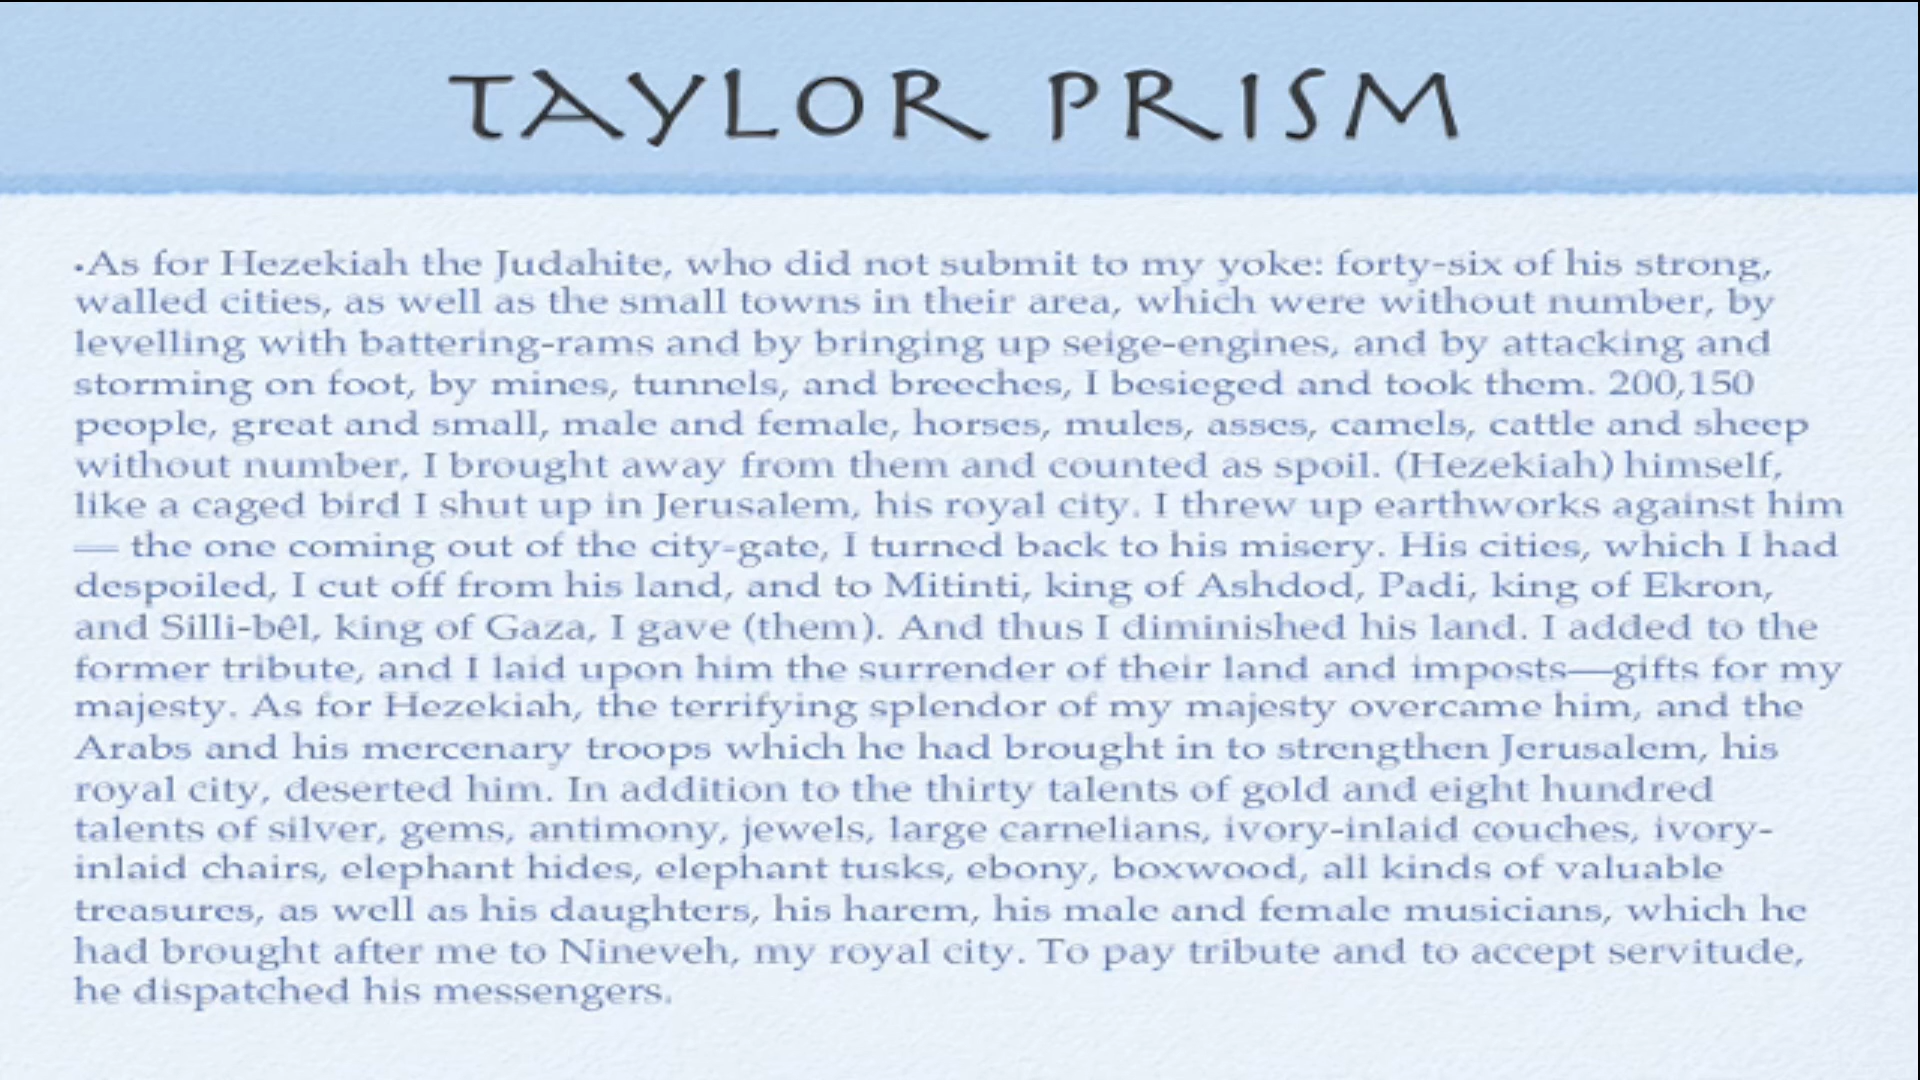 TAYLOR PRISM
•As for Hezekiah the Judahite, who did not submit to my yoke: forty-six of his strong,
walled cities, as well as the small towns in their area, which were without number, by
levelling with battering-rams and by bringing up seige-engines, and by attacking and
storming on foot, by mines, tunnels, and breeches, I besieged and took them. 200,150
people, great and small, male and female, horses, mules, asses, camels, cattle and sheep
without number, I brought away from them and counted as spoil. (Hezekiah) himself,
like a caged bird I shut up in Jerusalem, his royal city. I threw up earthworks against him
— the one coming out of the city-gate, I turned back to his misery. His cities, which I had
despoiled, I cut off from his land, and to Mitinti, king of Ashdod, Padi, king of Ekron,
and Silli-bêl, king of Gaza, I gave (them). And thus I diminished his land. I added to the
former tribute, and I laid upon him the surrender of their land and imposts—gifts for my
majesty. As for Hezekiah, the terrifying splendor of my majesty overcame him, and the
Arabs and his mercenary troops which he had brought in to strengthen Jerusalem, his
royal city, deserted him. In addition to the thirty talents of gold and eight hundred
talents of silver, gems, antimony, jewels, large carnelians, ivory-inlaid couches, ivory-
inlaid chairs, elephant hides, elephant tusks, ebony, boxwood, all kinds of valuable
treasures, as well as his daughters, his harem, his male and female musicians, which he
had brought after me to Nineveh, my royal city. To pay tribute and to accept servitude,
he dispatched his messengers.